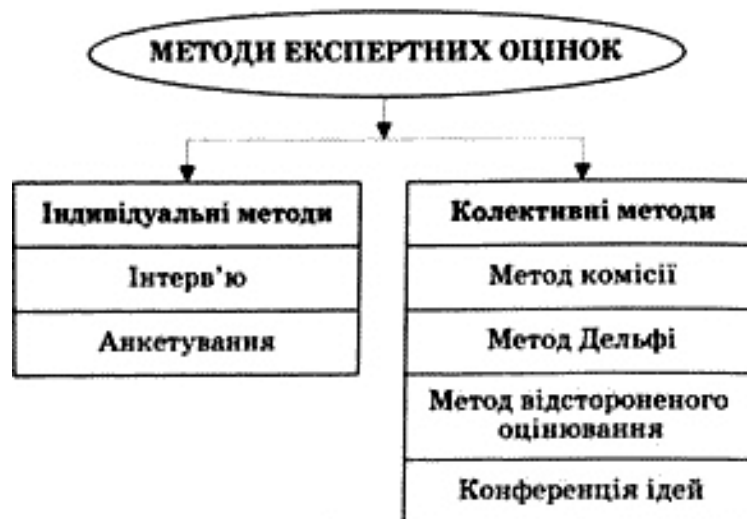 МЕТОДИ ЕКСПЕРТНИХ ОЦІНОК
Індивідуальні методи
Інтерв’ю
Анкетування
Колективні методи
Метод комісії
Метод Дельфі
Метод відстороненого
оцінювання
Конференція ідей